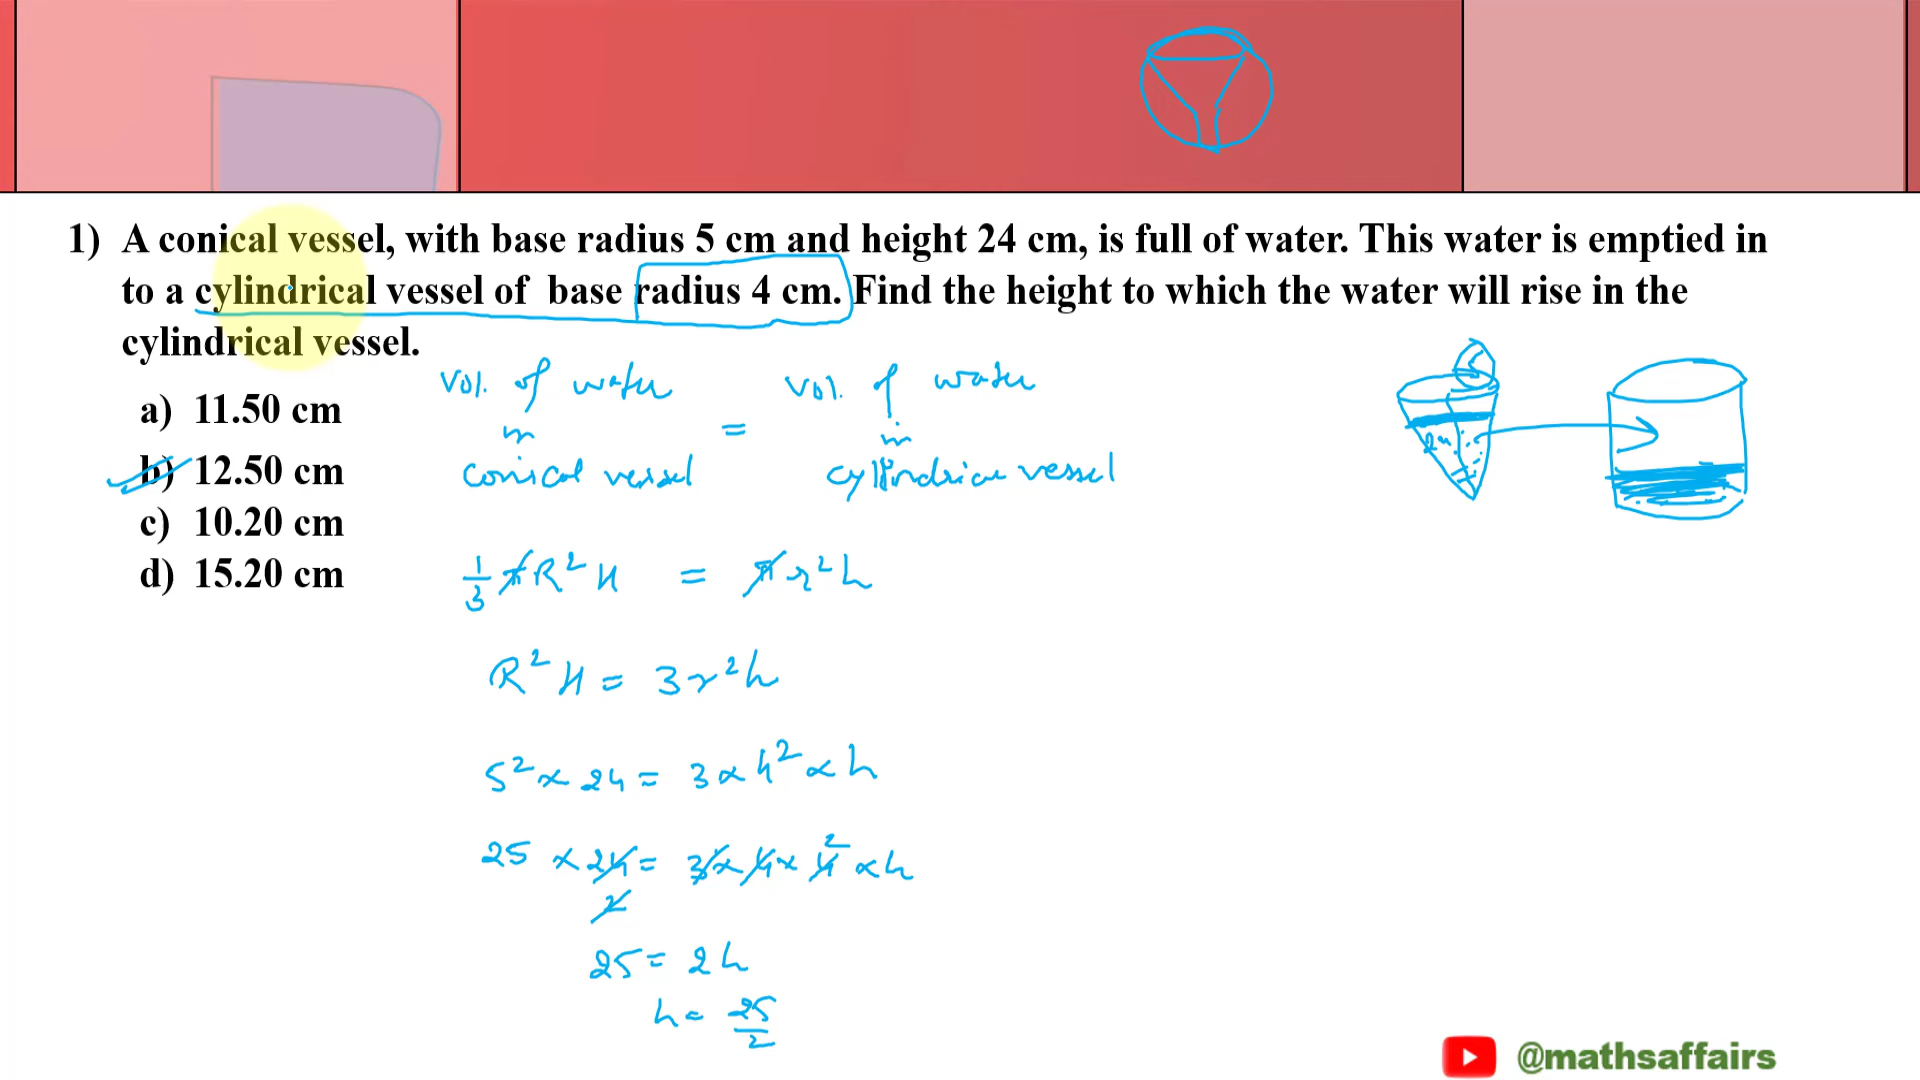 1) A conical vessel, with base radius 5 cm and height 24 cm, is full of water. This water is emptied in
to a cylindrical vessel of base radius 4 cm. Find the height to which the water will rise in the
cylindrical vessel.
a) 11.50 cm
b) 12.50 cm
c) 10.20 cm
d) 15.20 cm
Vol. of water in conical vessel = Vol. of water in cylindrical vessel
1/3 πR²H = πr²h
R²H = 3r²h
5² × 24 = 3 × 4² × h
25 × 24 = 3 × 4 × 4 × h
2 2
25 = 2h
h = 25/2
5
24
@mathsaffairs